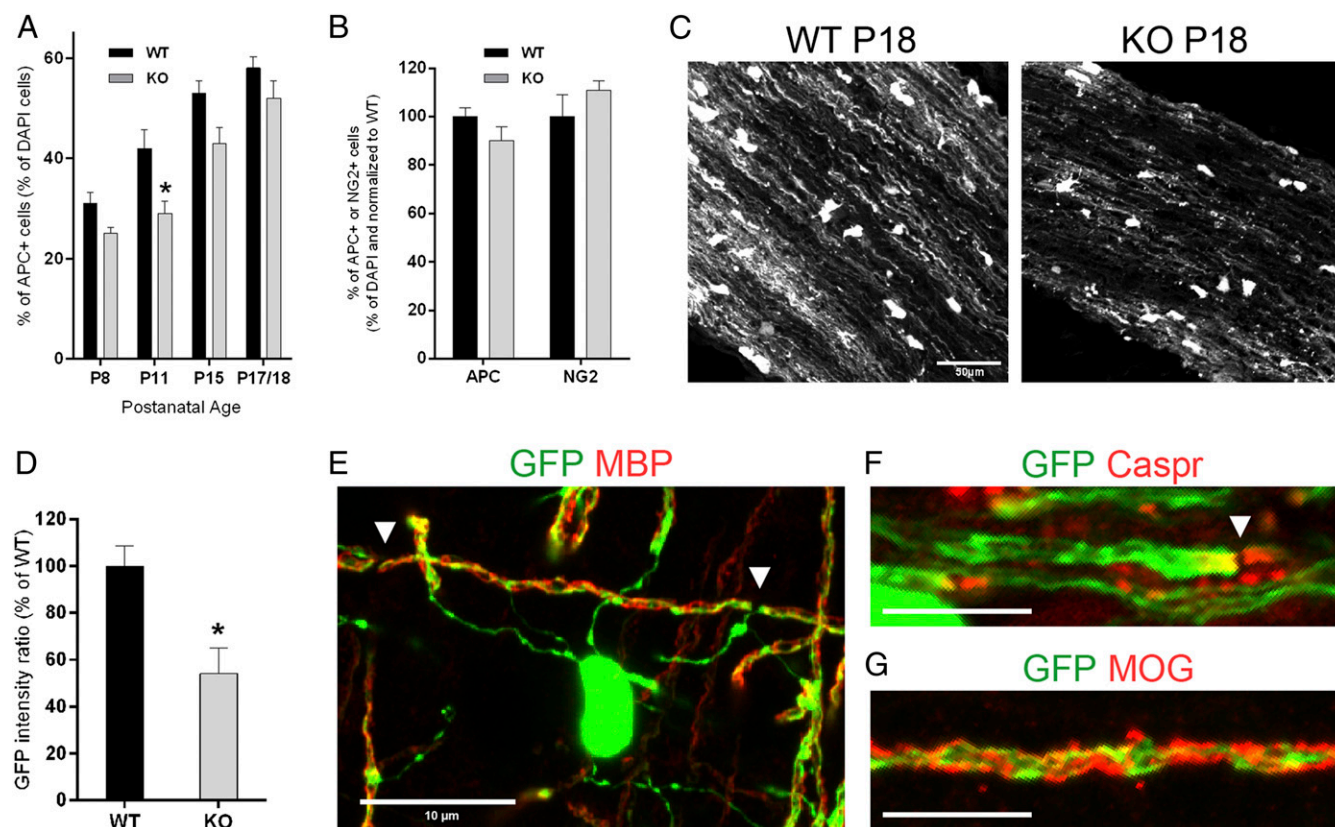 A
WT
KO
% of APC+ cells (% of DAPI cells)
60
40
20
0
P8 P11 P15 P17/18
*
Postanatal Age
B
WT
KO
% of APC+ or NG2+ cells
(% of DAPI and normalized to WT)
120
100
80
60
40
20
0
APC NG2
C
WT P18 KO P18
50µm
D
GFP intensity ratio (% of WT)
120
100
80
60
40
20
0
*
WT KO
E
GFP MBP
10 µm
F
GFP Caspr
G
GFP MOG